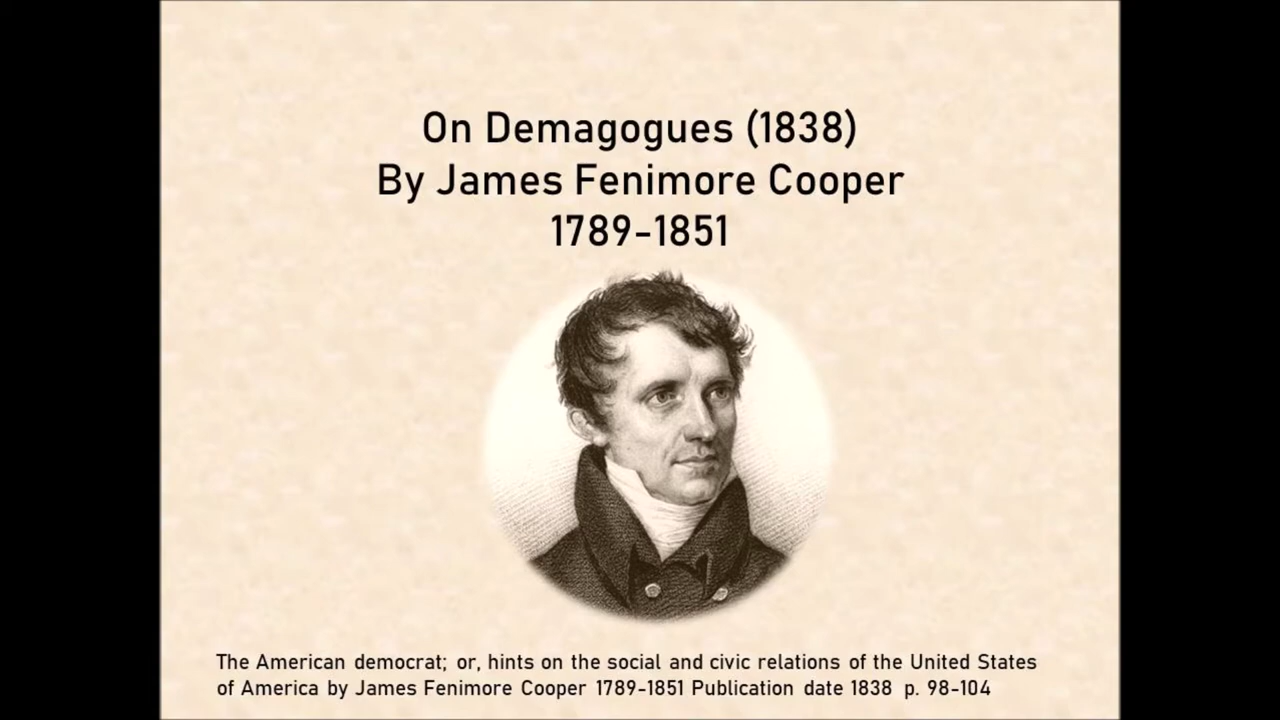 On Demagogues (1838)
By James Fenimore Cooper
1789-1851
The American democrat; or, hints on the social and civic relations of the United States
of America by James Fenimore Cooper 1789-1851 Publication date 1838 p. 98-104